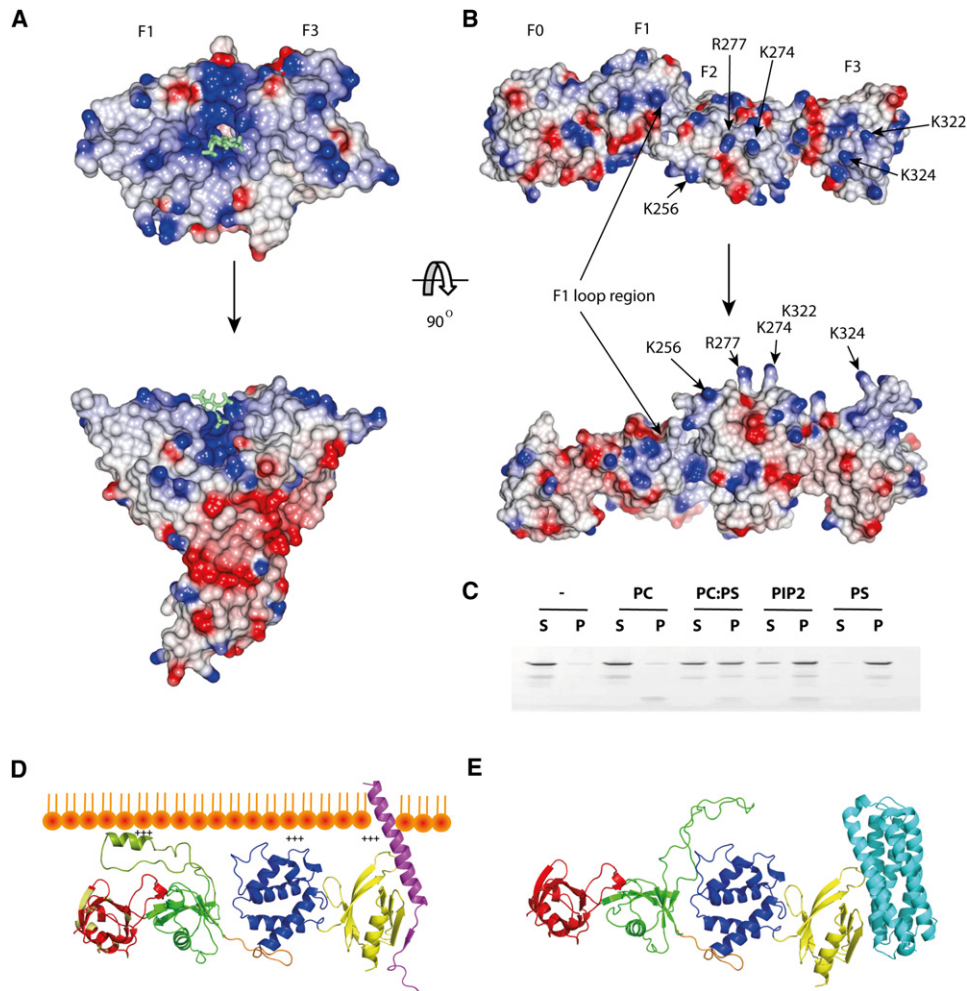 A
F1 F3
90°
B
F0 F1
R277 K274
F2 F3
K322
K324
K256
F1 loop region
K322
R277 K274 K324
K256
C
- PC PC:PS PIP2 PS
S P S P S P S P S P
D
+++ +++ +++
E